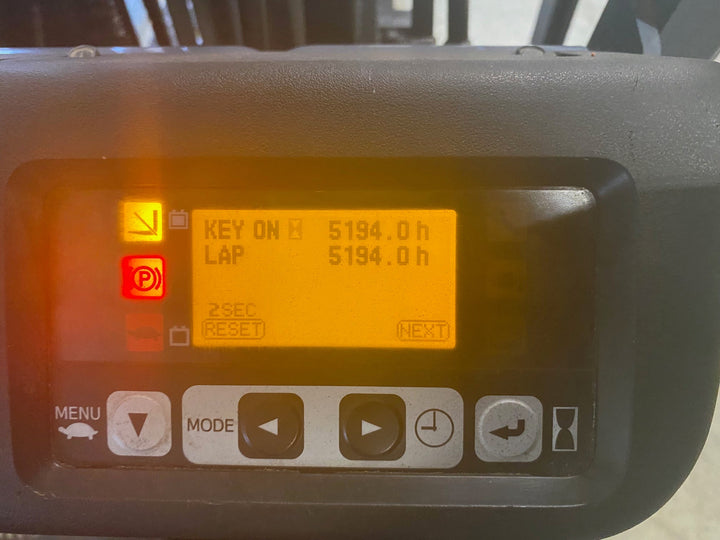 KEY ON 5194.0 h
LAP 5194.0 h
2SEC
RESET NEXT
P
MENU
MODE